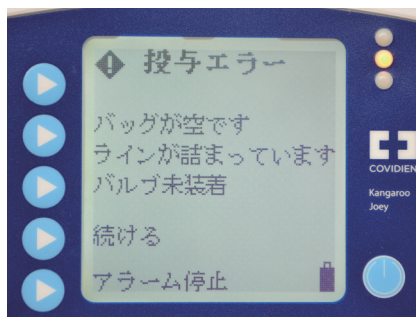 投与エラー
バッグが空です
ラインが詰まっています
バルブ未装着
続ける
アラーム停止
COVIDIEN
Kangaroo
Joey